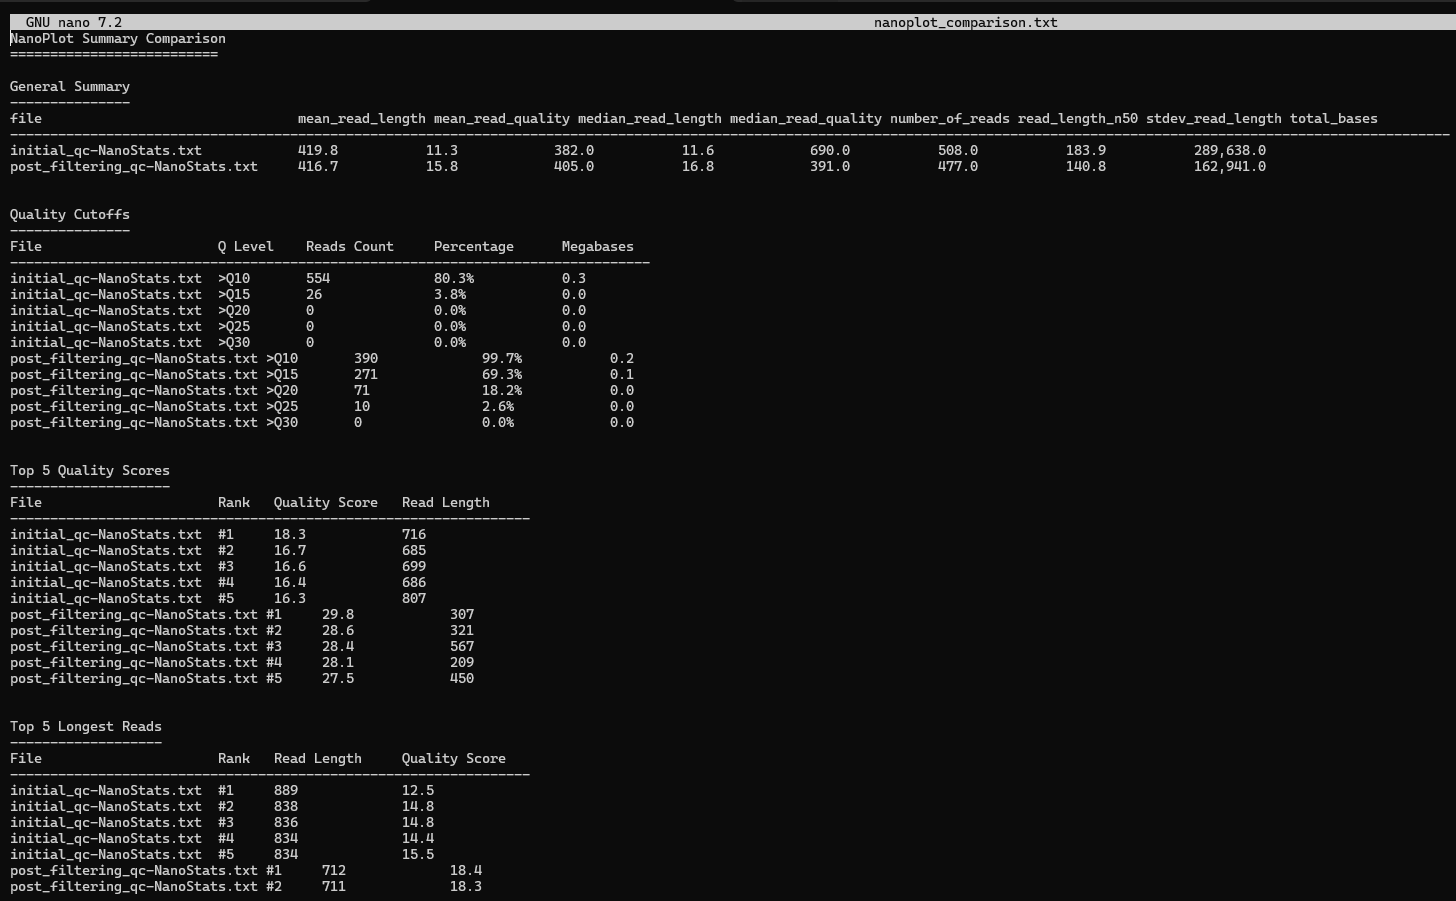 GNU nano 7.2 nanoplot_comparison.txt
NanoPlot Summary Comparison
==========================
General Summary
---------------
file mean_read_length mean_read_quality median_read_length median_read_quality number_of_reads read_length_n50 stdev_read_length total_bases
initial_qc-NanoStats.txt 419.8 11.3 382.0 11.6 690.0 508.0 183.9 289,638.0
post_filtering_qc-NanoStats.txt 416.7 15.8 405.0 16.8 391.0 477.0 140.8 162,941.0
Quality Cutoffs
---------------
File Q Level Reads Count Percentage Megabases
initial_qc-NanoStats.txt >Q10 554 80.3% 0.3
initial_qc-NanoStats.txt >Q15 26 3.8% 0.0
initial_qc-NanoStats.txt >Q20 0 0.0% 0.0
initial_qc-NanoStats.txt >Q25 0 0.0% 0.0
initial_qc-NanoStats.txt >Q30 0 0.0% 0.0
post_filtering_qc-NanoStats.txt >Q10 390 99.7% 0.2
post_filtering_qc-NanoStats.txt >Q15 271 69.3% 0.1
post_filtering_qc-NanoStats.txt >Q20 71 18.2% 0.0
post_filtering_qc-NanoStats.txt >Q25 10 2.6% 0.0
post_filtering_qc-NanoStats.txt >Q30 0 0.0% 0.0
Top 5 Quality Scores
--------------------
File Rank Quality Score Read Length
initial_qc-NanoStats.txt #1 18.3 716
initial_qc-NanoStats.txt #2 16.7 685
initial_qc-NanoStats.txt #3 16.6 699
initial_qc-NanoStats.txt #4 16.4 686
initial_qc-NanoStats.txt #5 16.3 807
post_filtering_qc-NanoStats.txt #1 29.8 307
post_filtering_qc-NanoStats.txt #2 28.6 321
post_filtering_qc-NanoStats.txt #3 28.4 567
post_filtering_qc-NanoStats.txt #4 28.1 209
post_filtering_qc-NanoStats.txt #5 27.5 450
Top 5 Longest Reads
-------------------
File Rank Read Length Quality Score
initial_qc-NanoStats.txt #1 889 12.5
initial_qc-NanoStats.txt #2 838 14.8
initial_qc-NanoStats.txt #3 836 14.8
initial_qc-NanoStats.txt #4 834 14.4
initial_qc-NanoStats.txt #5 834 15.5
post_filtering_qc-NanoStats.txt #1 712 18.4
post_filtering_qc-NanoStats.txt #2 711 18.3